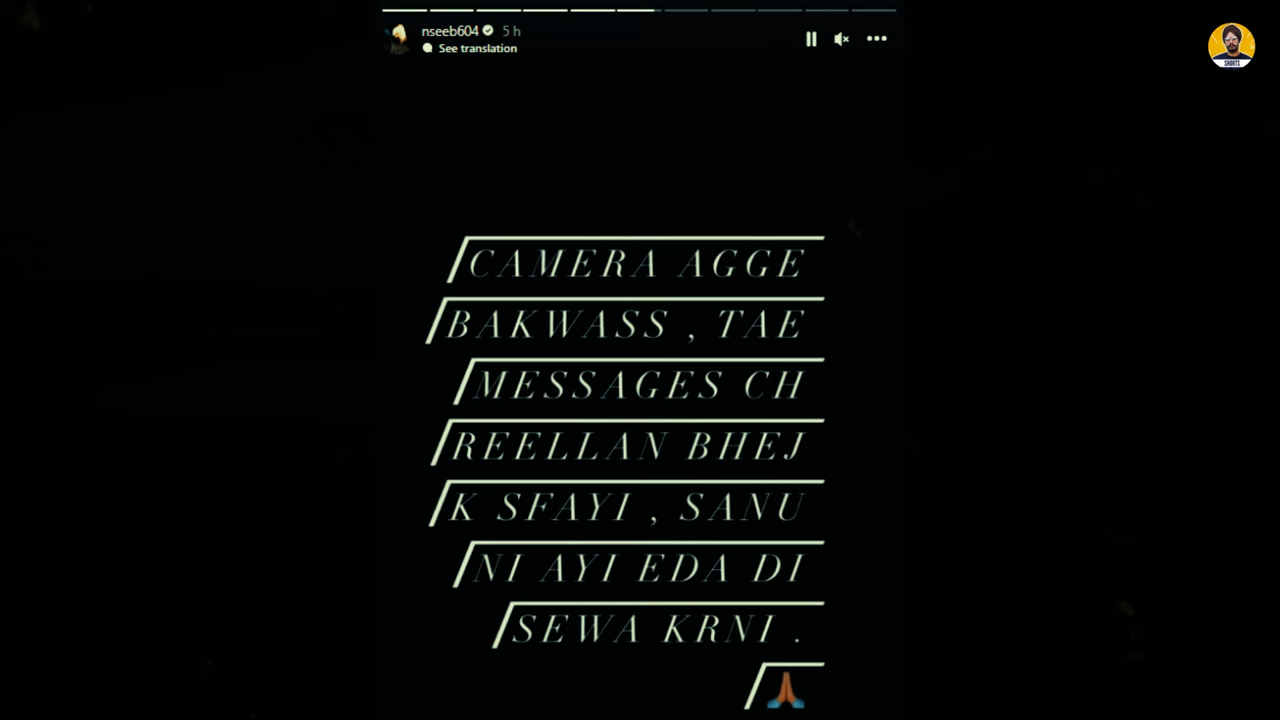 nseeb604 5 h
See translation
CAMERA AGGE
BAKWASS , TAE
MESSAGES CH
REELLAN BHEJ
K SFAYI , SANU
NI AYI EDA DI
SEWA KRNI .
🙏🏾
SHORTS